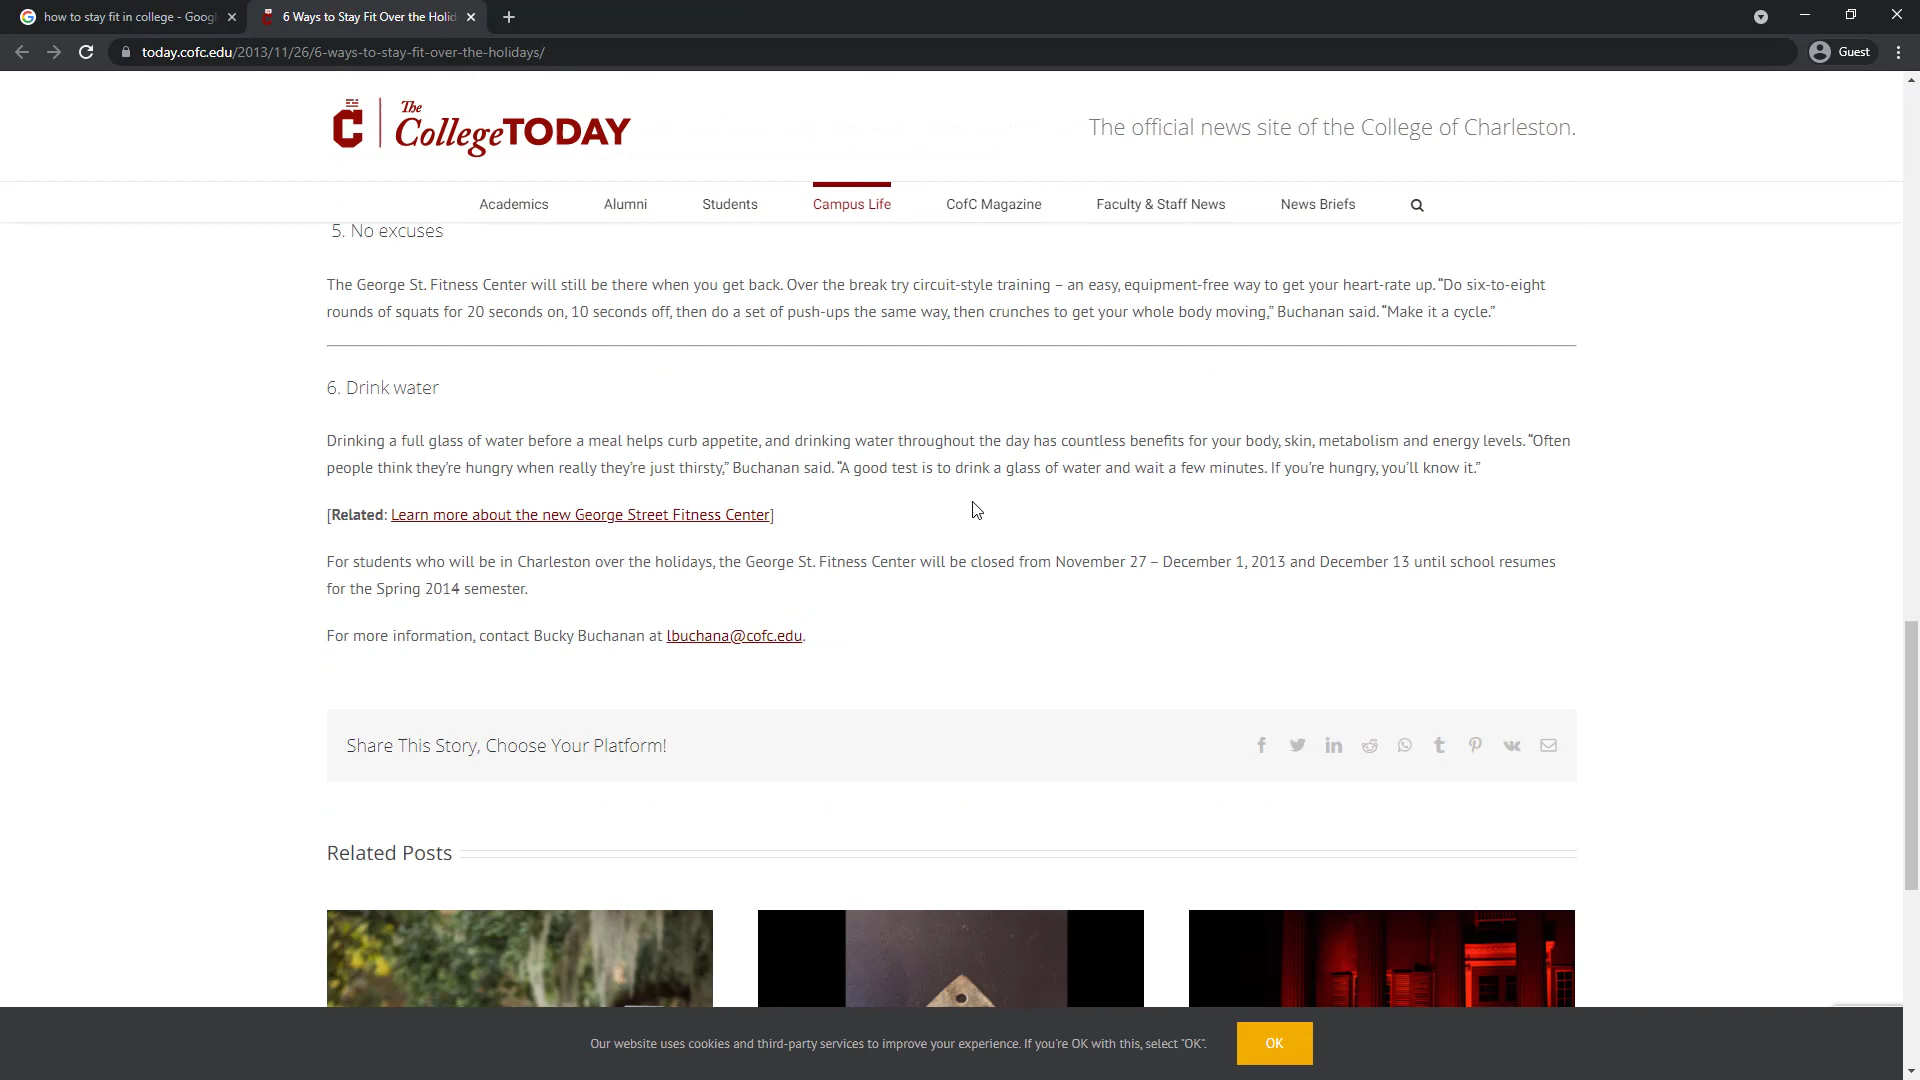 how to stay fit in college - Goog
6 Ways to Stay Fit Over the Holid
today.cofc.edu/2013/11/26/6-ways-to-stay-fit-over-the-holidays/
Guest
The
CollegeTODAY
The official news site of the College of Charleston.
Academics
Alumni
Students
Campus Life
CofC Magazine
Faculty & Staff News
News Briefs
5. No excuses
The George St. Fitness Center will still be there when you get back. Over the break try circuit-style training – an easy, equipment-free way to get your heart-rate up. “Do six-to-eight
rounds of squats for 20 seconds on, 10 seconds off, then do a set of push-ups the same way, then crunches to get your whole body moving,” Buchanan said. “Make it a cycle.”
6. Drink water
Drinking a full glass of water before a meal helps curb appetite, and drinking water throughout the day has countless benefits for your body, skin, metabolism and energy levels. “Often
people think they’re hungry when really they’re just thirsty,” Buchanan said. “A good test is to drink a glass of water and wait a few minutes. If you’re hungry, you’ll know it.”
[Related: Learn more about the new George Street Fitness Center]
For students who will be in Charleston over the holidays, the George St. Fitness Center will be closed from November 27 – December 1, 2013 and December 13 until school resumes
for the Spring 2014 semester.
For more information, contact Bucky Buchanan at lbuchana@cofc.edu.
Share This Story, Choose Your Platform!
Related Posts
Our website uses cookies and third-party services to improve your experience. If you're OK with this, select "OK".
OK